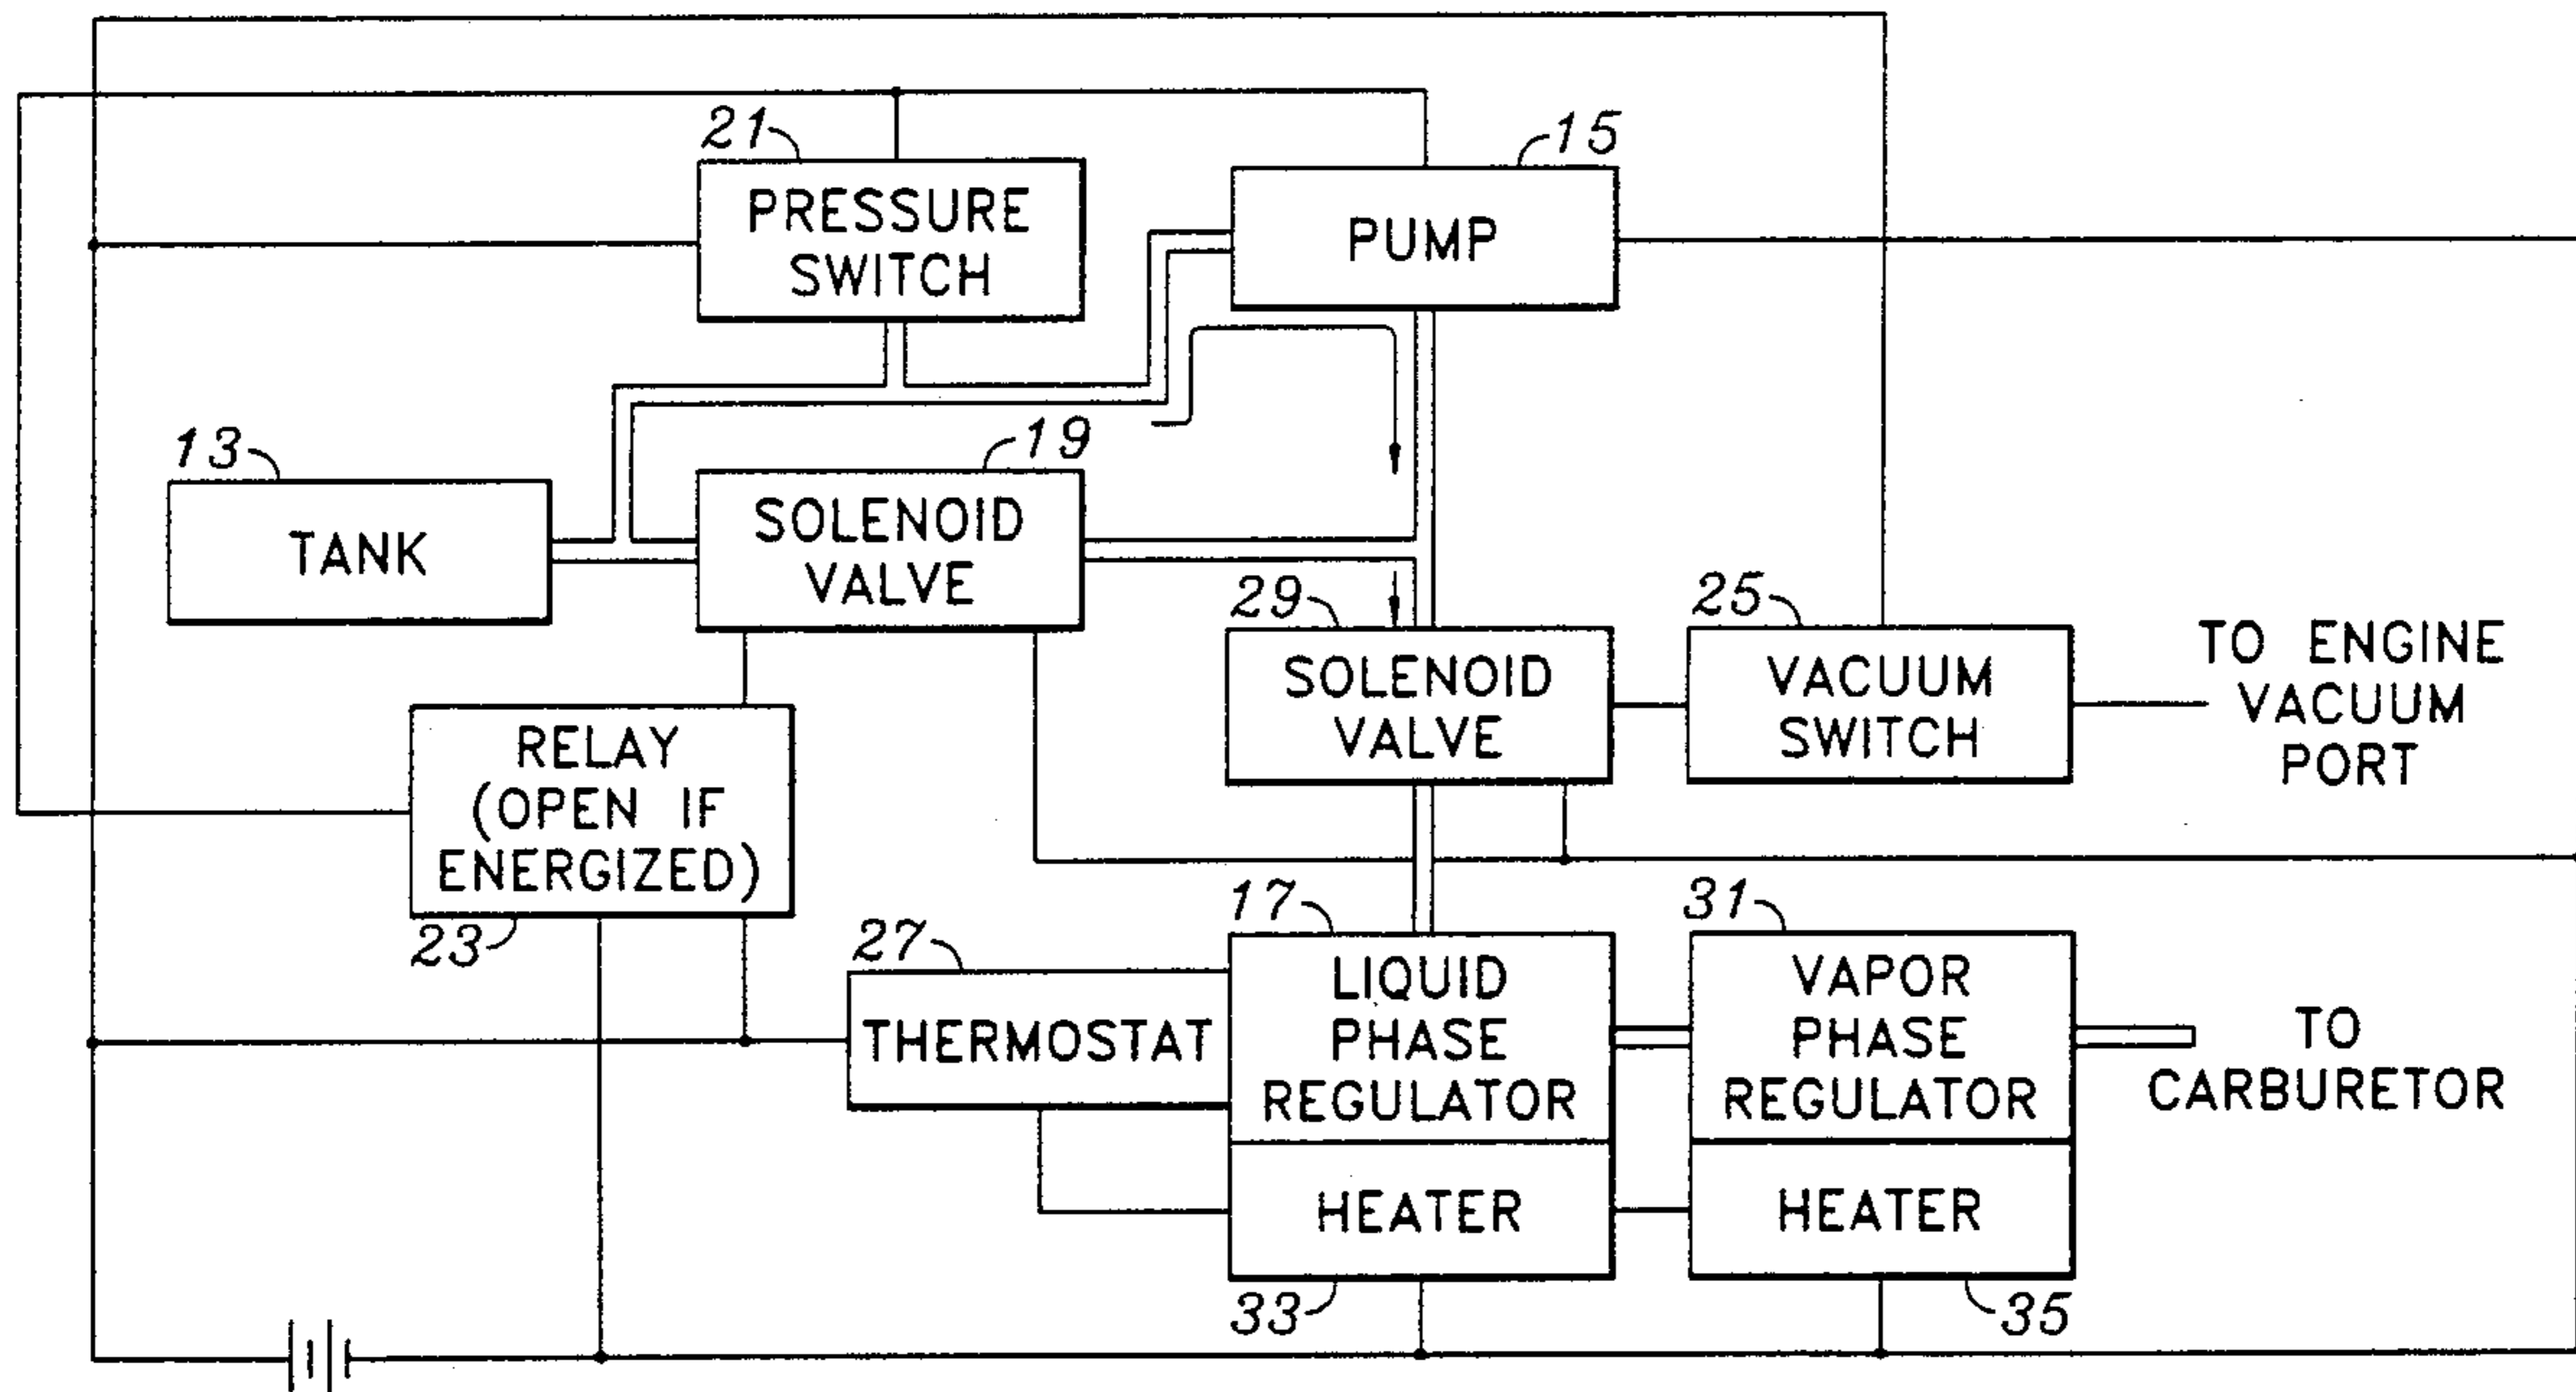 21
PRESSURE
SWITCH
15
PUMP
13
TANK
19
SOLENOID
VALVE
29
SOLENOID
VALVE
25
VACUUM
SWITCH
TO ENGINE
VACUUM
PORT
RELAY
(OPEN IF
ENERGIZED)
23
27
THERMOSTAT
17
LIQUID
PHASE
REGULATOR
31
VAPOR
PHASE
REGULATOR
TO
CARBURETOR
HEATER
33
HEATER
35